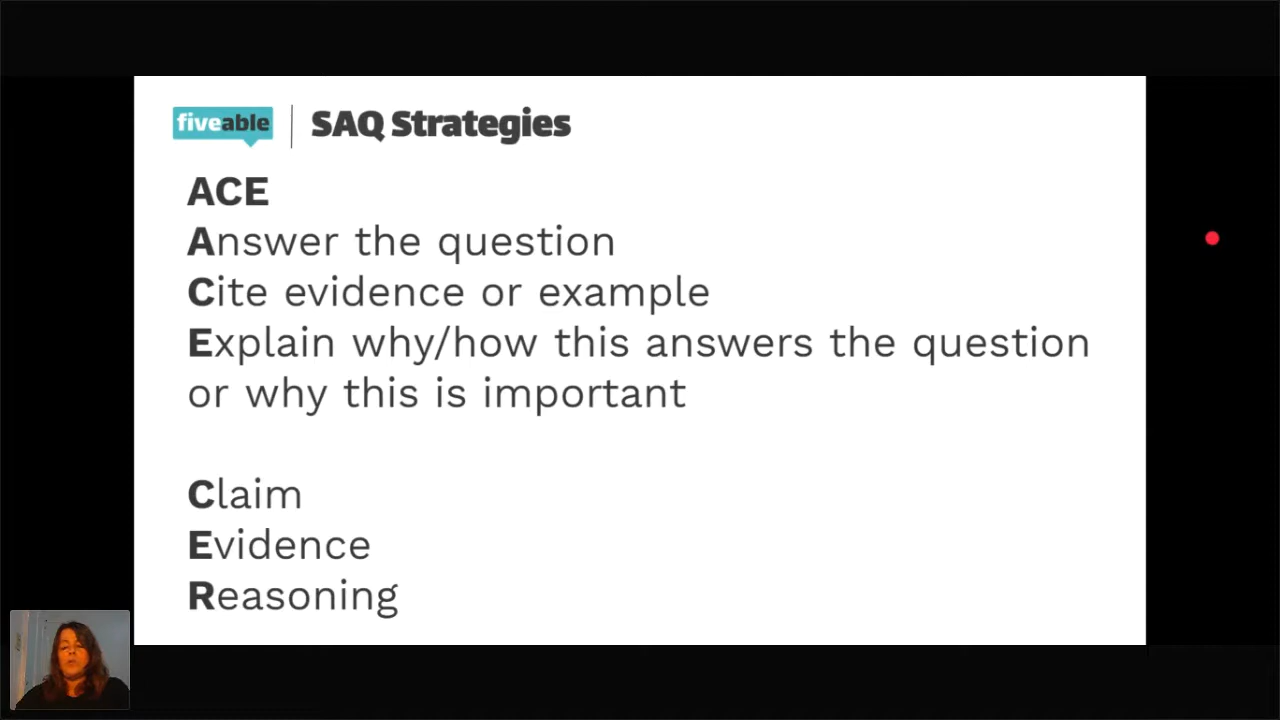 fiveable | SAQ Strategies
ACE
Answer the question
Cite evidence or example
Explain why/how this answers the question
or why this is important
Claim
Evidence
Reasoning